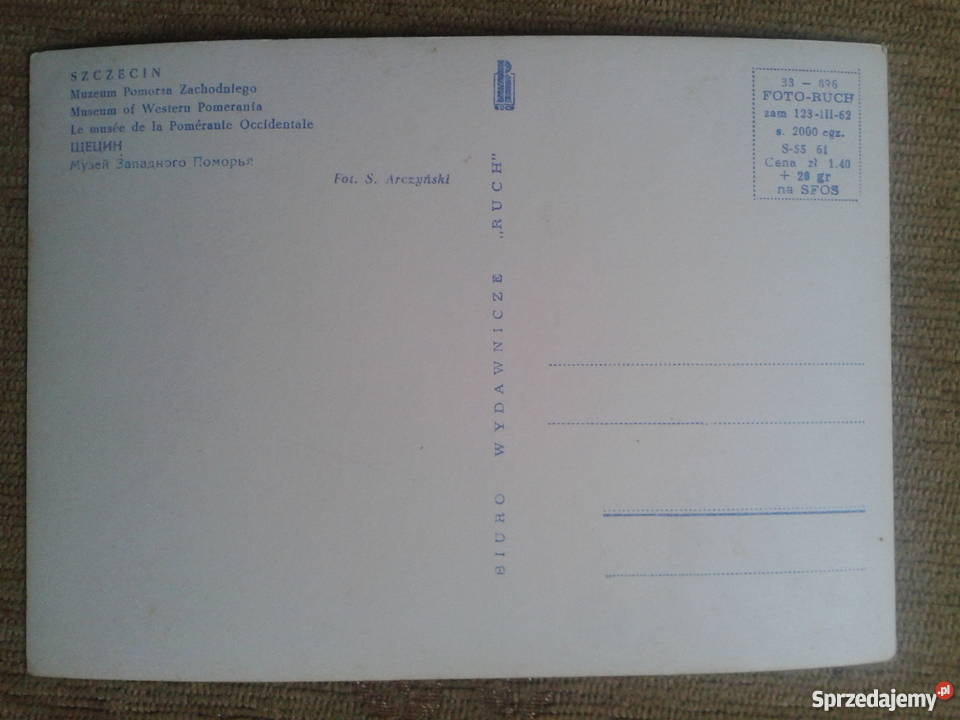 SZCZECIN
Muzeum Pomorza Zachodniego
Museum of Western Pomerania
Le musée de la Poméranie Occidentale
ЩЕЦИН
Музей Западного Поморья
Fot. S. Arczyński
BIURO WYDAWNICZE „RUCH"
33 — 696
FOTO-RUCH
zam 123-III-62
s. 2000 egz.
S-55 61
Cena zł 1.40
+ 20 gr
na SFOS
Sprzedajemy.pl